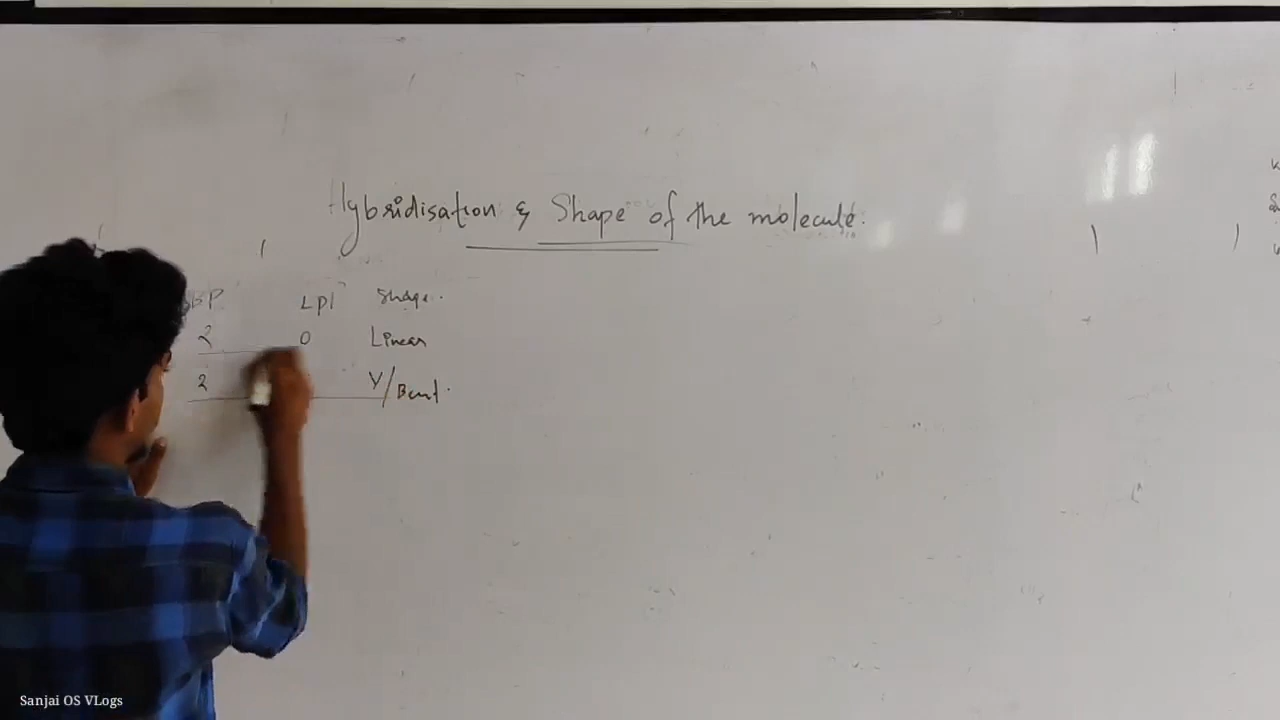 Hybridisation & Shape of the molecule.
BP LP Shape.
2 0 Linear
2 V/Bent.
Sanjai OS VLogs